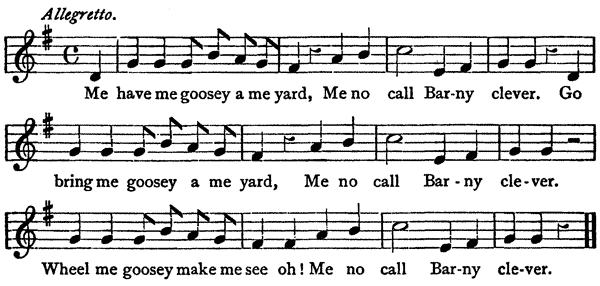 Allegretto.
Me have me goosey a me yard, Me no call Bar-ny clever. Go
bring me goosey a me yard, Me no call Bar-ny cle-ver.
Wheel me goosey make me see oh! Me no call Bar-ny cle-ver.